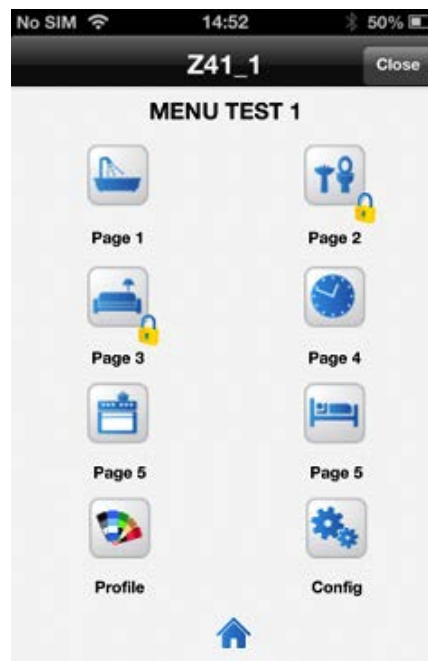 No SIM 14:52 50%
Z41_1 Close
MENU TEST 1
Page 1 Page 2
Page 3 Page 4
Page 5 Page 5
Profile Config